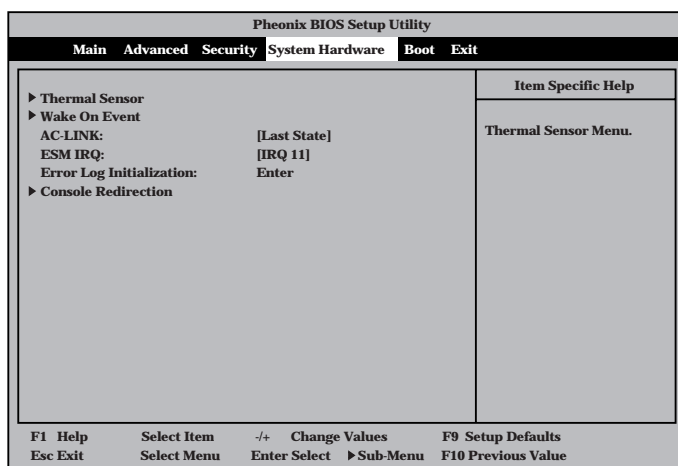 Pheonix BIOS Setup Utility
Main Advanced Security System Hardware Boot Exit
Item Specific Help
Thermal Sensor
Wake On Event
Thermal Sensor Menu.
AC-LINK: [Last State]
ESM IRQ: [IRQ 11]
Error Log Initialization: Enter
Console Redirection
F1 Help Select Item -/+ Change Values F9 Setup Defaults
Esc Exit Select Menu Enter Select Sub-Menu F10 Previous Value